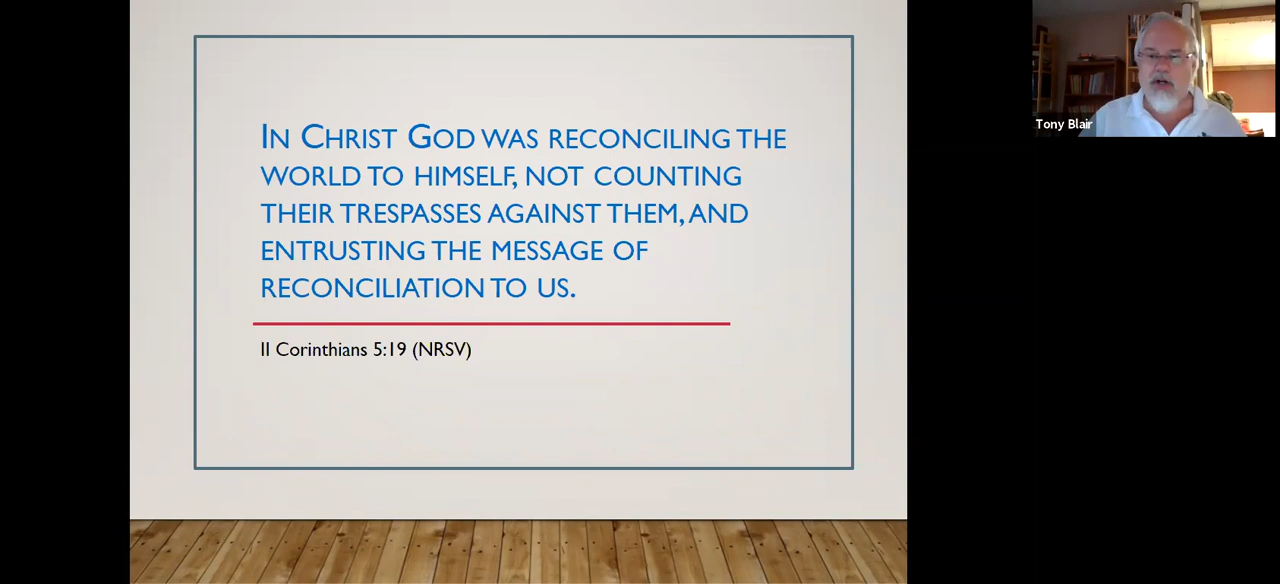 In Christ God was reconciling the
world to himself, not counting
their trespasses against them, and
entrusting the message of
reconciliation to us.
II Corinthians 5:19 (NRSV)
Tony Blair